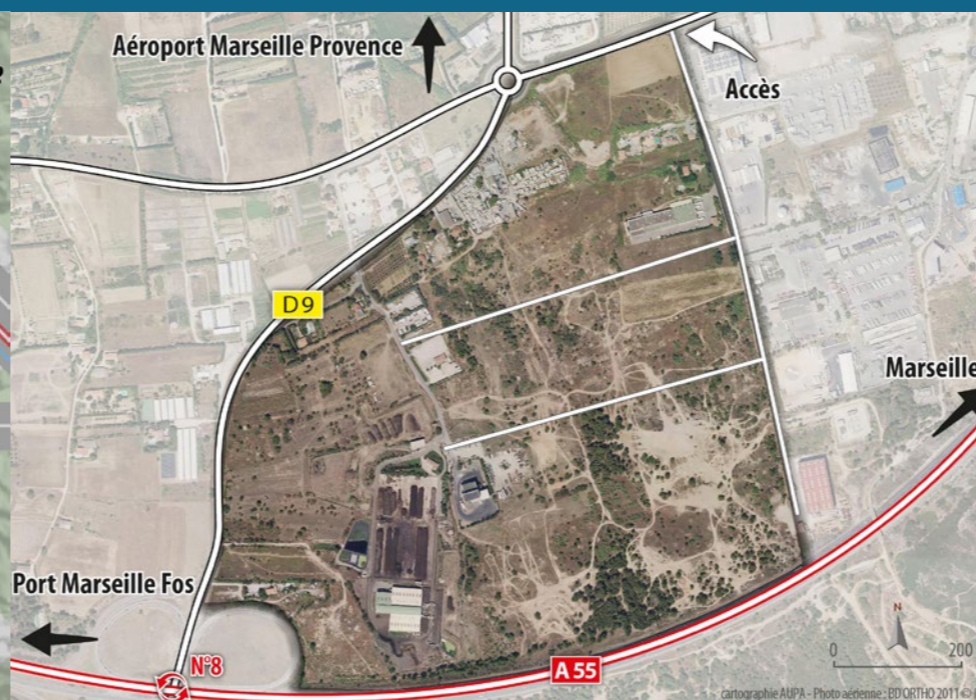 Aéroport Marseille Provence
Accès
D9
Marseille
Port Marseille Fos
N°8
A 55
N
0 200
cartographie AUPA - Photo aérienne : BD ORTHO 2011 ©